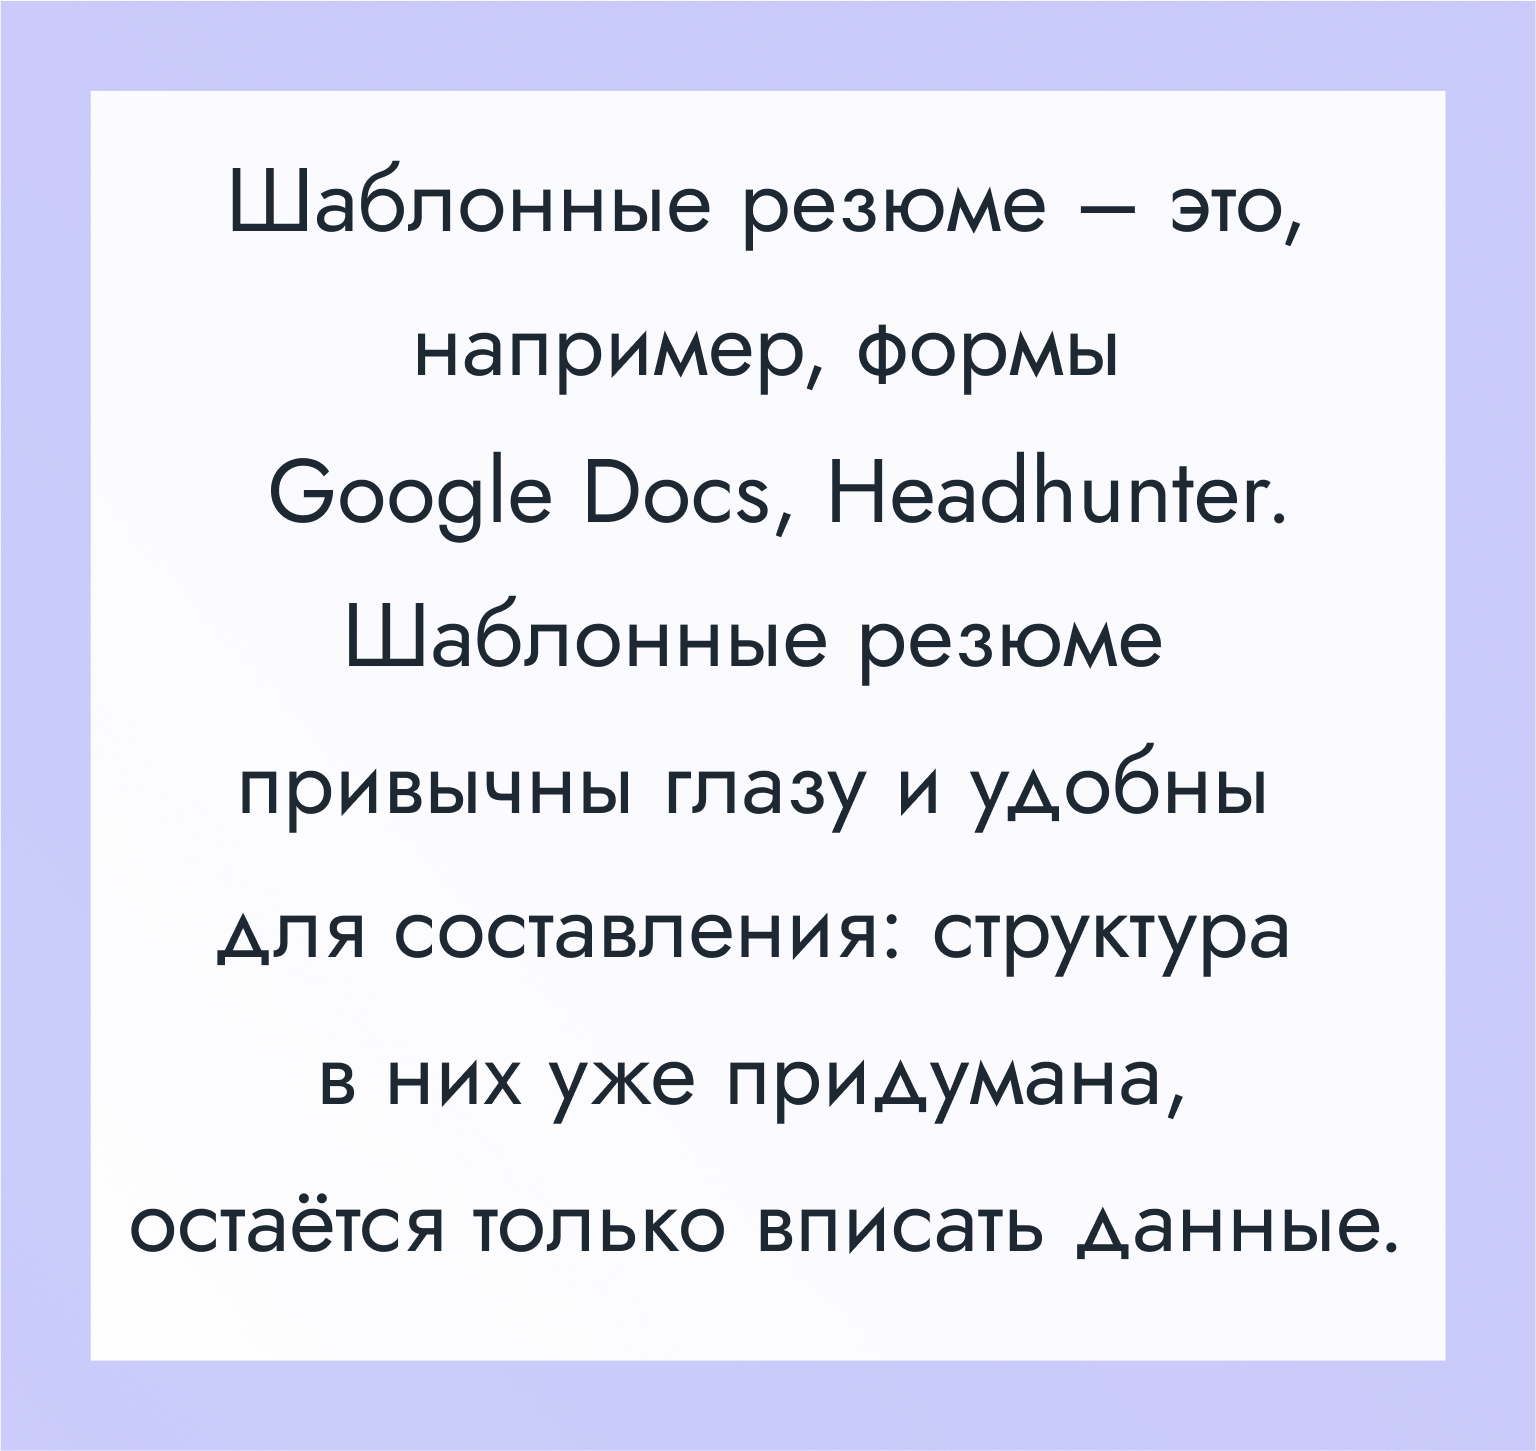 Шаблонные резюме – это,
например, формы
Google Docs, Headhunter.
Шаблонные резюме
привычны глазу и удобны
для составления: структура
в них уже придумана,
остаётся только вписать данные.